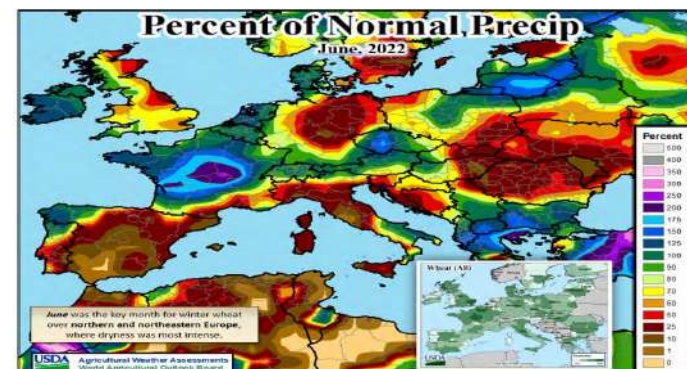 Percent of Normal Precip
June, 2022
Percent
500
400
350
300
250
200
175
150
125
100
90
80
70
60
50
25
10
1
0
Wheat (All)
June was the key month for winter wheat
over northern and northeastern Europe,
where dryness was most intense.
USDA
USDA
Agricultural Weather Assessments
World Agricultural Outlook Board